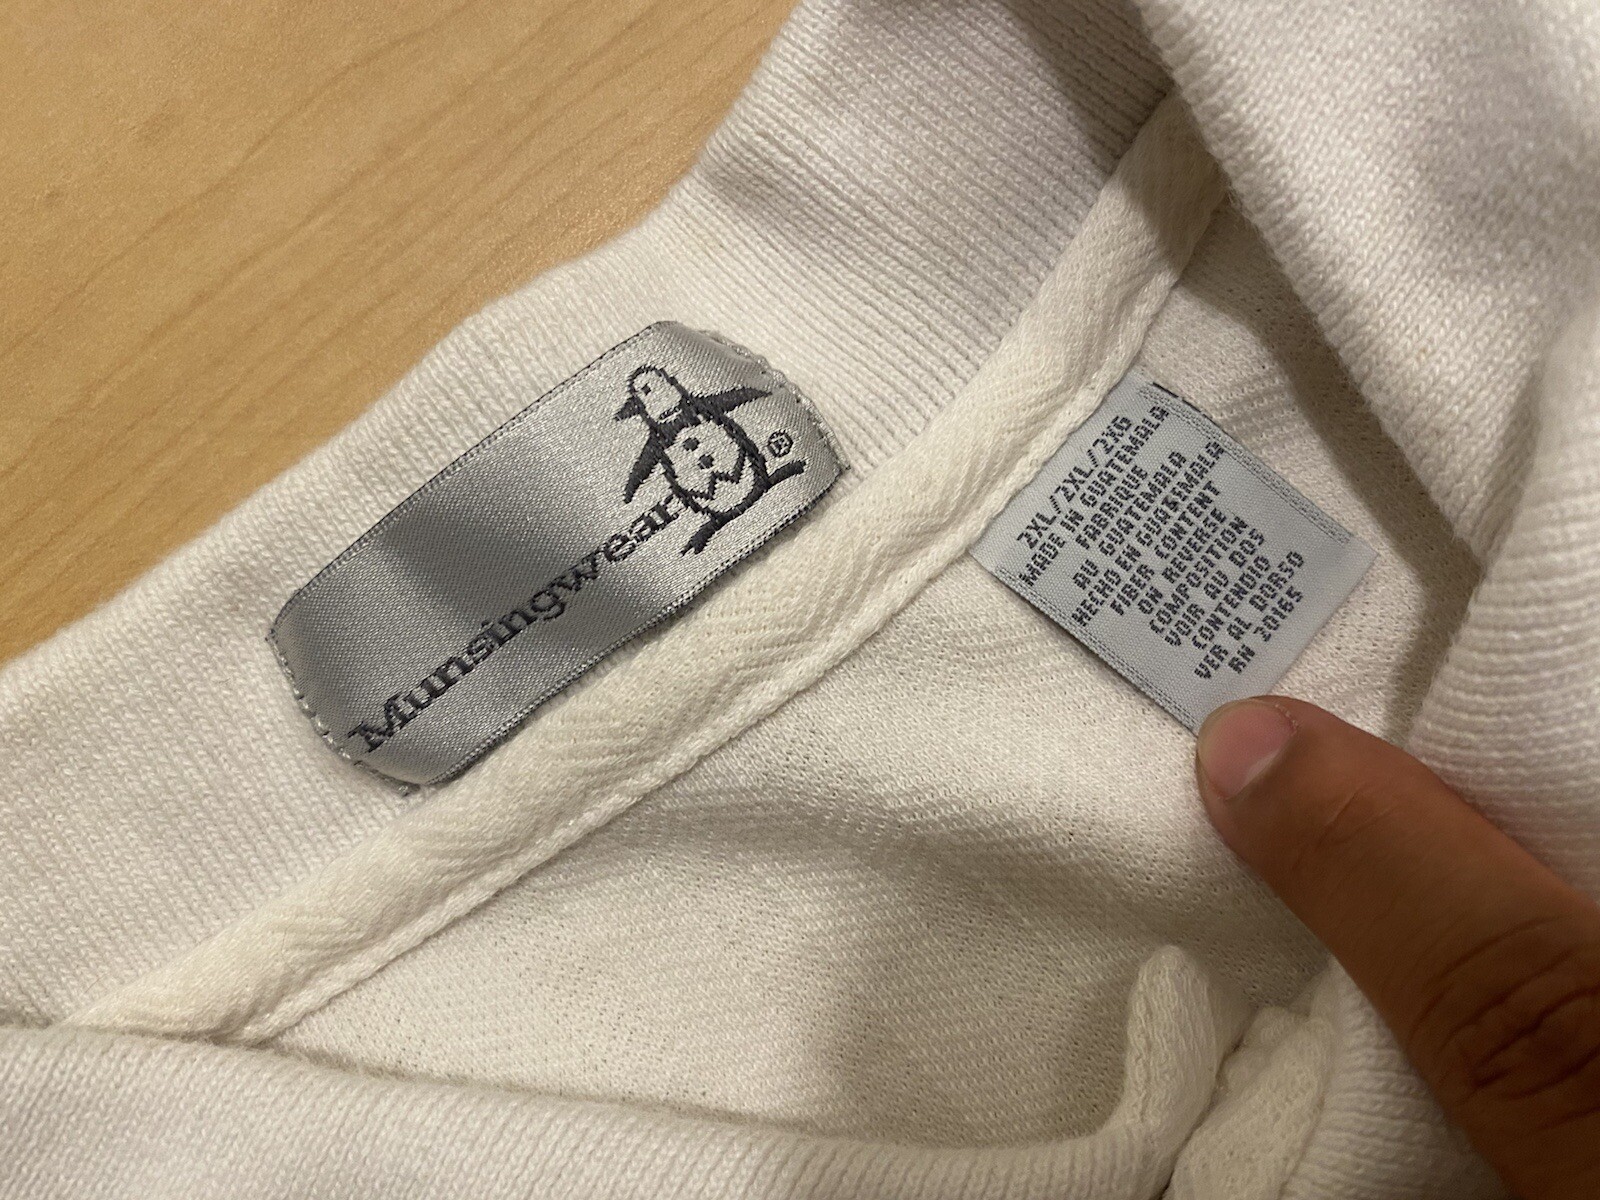 Munsingwear
®
2XL/2XL/2XG
MADE IN GUATEMALA
FABRIQUE
AU GUATEMALA
HECHO EN GUATEMALA
FIBER CONTENT
ON REVERSE
COMPOSITION
VOIR AU DOS
CONTENIDO
VER AL DORSO
RN 20165